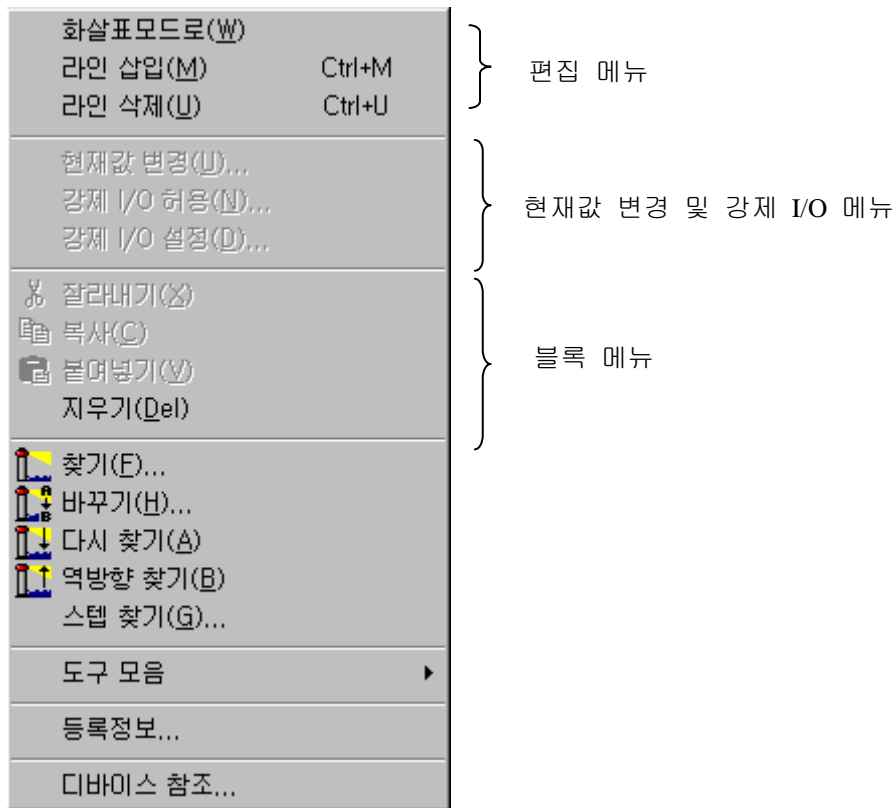 화살표모드로(W)
라인 삽입(M) Ctrl+M
라인 삭제(U) Ctrl+U
편집 메뉴
현재값 변경(U)...
강제 I/O 허용(N)...
강제 I/O 설정(D)...
현재값 변경 및 강제 I/O 메뉴
잘라내기(X)
복사(C)
붙여넣기(V)
지우기(Del)
블록 메뉴
찾기(F)...
바꾸기(H)...
다시 찾기(A)
역방향 찾기(B)
스텝 찾기(G)...
도구 모음
등록정보...
디바이스 참조...